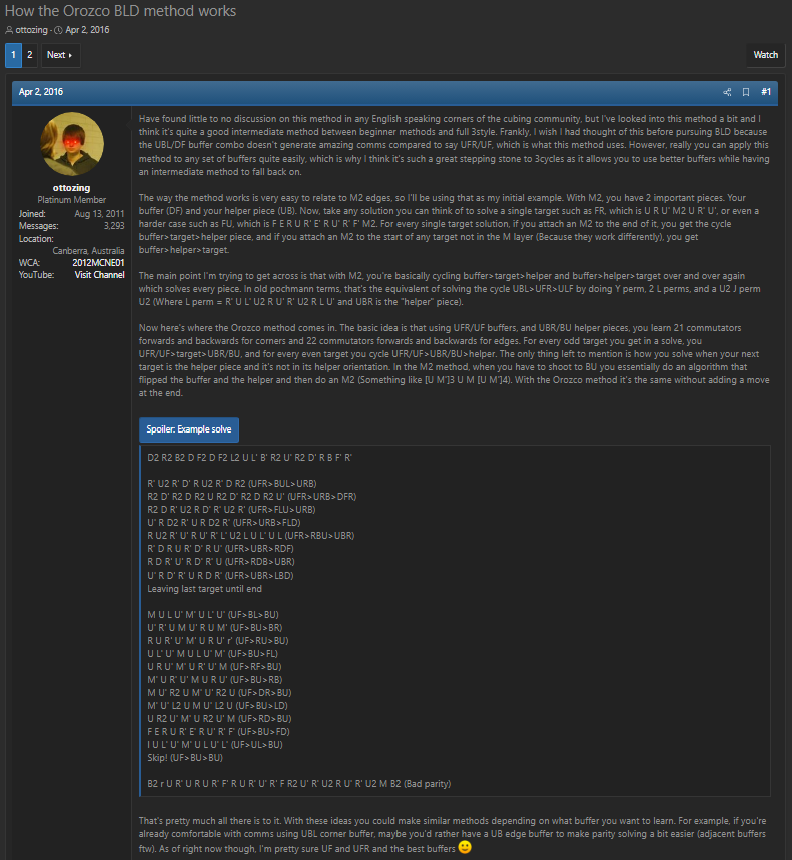 How the Orozco BLD method works
ottozing · Apr 2, 2016
1 2 Next Watch
Apr 2, 2016 #1
ottozing
Platinum Member
Joined: Aug 13, 2011
Messages: 3,293
Location: Canberra, Australia
WCA: 2012MCNE01
YouTube: Visit Channel
Have found little to no discussion on this method in any English speaking corners of the cubing community, but I've looked into this method a bit and I
think it's quite a good intermediate method between beginner methods and full 3style. Frankly, I wish I had thought of this before pursuing BLD because
the UBL/DF buffer combo doesn't generate amazing comms compared to say UFR/UF, which is what this method uses. However, really you can apply this
method to any set of buffers quite easily, which is why I think it's such a great stepping stone to 3cycles as it allows you to use better buffers while having
an intermediate method to fall back on.
The way the method works is very easy to relate to M2 edges, so I'll be using that as my initial example. With M2, you have 2 important pieces. Your
buffer (DF) and your helper piece (UB). Now, take any solution you can think of to solve a single target such as FR, which is U R U' M2 U R' U', or even a
harder case such as FU, which is F E R U R' E' R U' R' F' M2. For every single target solution, if you attach an M2 to the end of it, you get the cycle
buffer>target>helper piece, and if you attach an M2 to the start of any target not in the M layer (Because they work differently), you get
buffer>helper>target.
The main point I'm trying to get across is that with M2, you're basically cycling buffer>target>helper and buffer>helper>target over and over again
which solves every piece. In old pochmann terms, that's the equivalent of solving the cycle UBL>UFR>ULF by doing Y perm, 2 L perms, and a U2 J perm
U2 (Where L perm = R' U L' U2 R U' R' U2 R L U' and UBR is the "helper" piece).
Now here's where the Orozco method comes in. The basic idea is that using UFR/UF buffers, and UBR/BU helper pieces, you learn 21 commutators
forwards and backwards for corners and 22 commutators forwards and backwards for edges. For every odd target you get in a solve, you
UFR/UF>target>UBR/BU, and for every even target you cycle UFR/UF>UBR/BU>helper. The only thing left to mention is how you solve when your next
target is the helper piece and it's not in its helper orientation. In the M2 method, when you have to shoot to BU you essentially do an algorithm that
flipped the buffer and the helper and then do an M2 (Something like [U M']3 U M [U M']4). With the Orozco method it's the same without adding a move
at the end.
Spoiler: Example solve
D2 R2 B2 D F2 D F2 L2 U L' B' R2 U' R2 D' R B F' R'
R' U2 R' D' R U2 R' D R2 (UFR>BUL>URB)
R2 D' R2 D R2 U R2 D' R2 D R2 U' (UFR>URB>DFR)
R2 D R' U2 R D' R' U2 R' (UFR>FLU>URB)
U' R D2 R' U R D2 R' (UFR>URB>FLD)
R U2 R' U' R U' R' L' U2 L U L' U L (UFR>RBU>UBR)
R' D R U R' D' R U' (UFR>UBR>RDF)
R D R' U' R D' R' U (UFR>RDB>UBR)
U' R D' R' U R D R' (UFR>UBR>LBD)
Leaving last target until end
M U L U' M' U L' U' (UF>BL>BU)
U' R' U M U' R U M' (UF>BU>BR)
R U R' U' M' U R U' r' (UF>RU>BU)
U L' U' M U L U' M' (UF>BU>FL)
U R U' M' U R' U' M (UF>RF>BU)
M' U R' U' M U R U' (UF>BU>RB)
M U' R2 U M' U' R2 U (UF>DR>BU)
M' U' L2 U M U' L2 U (UF>BU>LD)
U R2 U' M' U R2 U' M (UF>RD>BU)
F E R U R' E' R U' R' F' (UF>BU>FD)
l U L' U' M' U L U' L' (UF>UL>BU)
Skip! (UF>BU>BU)
B2 r U R' U R U R' F' R U R' U' R' F R2 U' R' U2 R U' R' U2 M B2 (Bad parity)
That's pretty much all there is to it. With these ideas you could make similar methods depending on what buffer you want to learn. For example, if you're
already comfortable with comms using UBL corner buffer, maybe you'd rather have a UB edge buffer to make parity solving a bit easier (adjacent buffers
ftw). As of right now though, I'm pretty sure UF and UFR and the best buffers